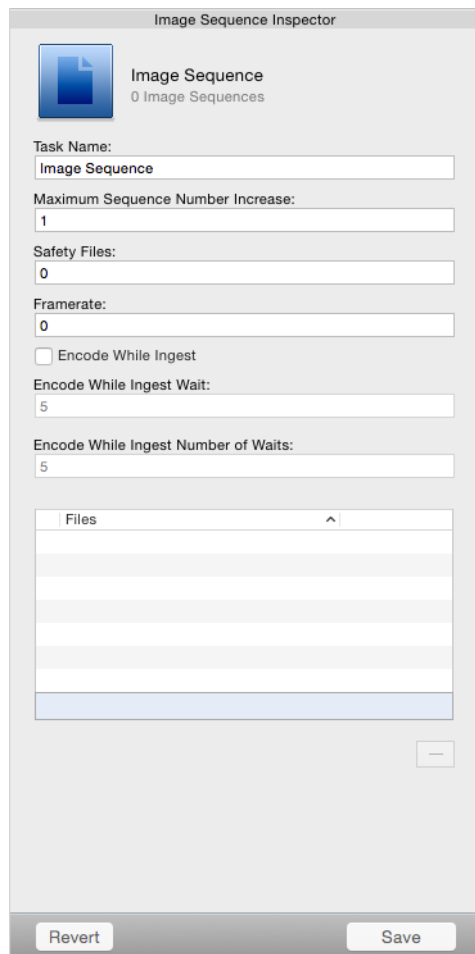 Image Sequence Inspector
Image Sequence
0 Image Sequences
Task Name:
Image Sequence
Maximum Sequence Number Increase:
1
Safety Files:
0
Framerate:
0
Encode While Ingest
Encode While Ingest Wait:
5
Encode While Ingest Number of Waits:
5
Files
Revert
Save